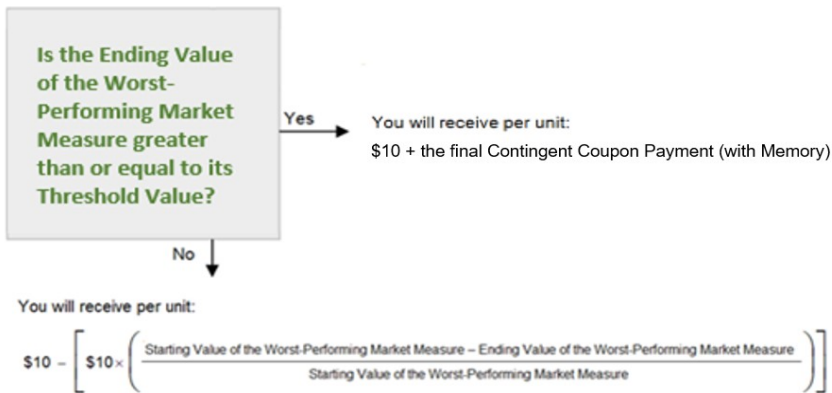 Is the Ending Value
of the Worst-
Performing Market
Measure greater
than or equal to its
Threshold Value?
Yes
You will receive per unit:
$10 + the final Contingent Coupon Payment (with Memory)
No
You will receive per unit:
$10 – [ $10× ( Starting Value of the Worst-Performing Market Measure – Ending Value of the Worst-Performing Market Measure
Starting Value of the Worst-Performing Market Measure ) ]